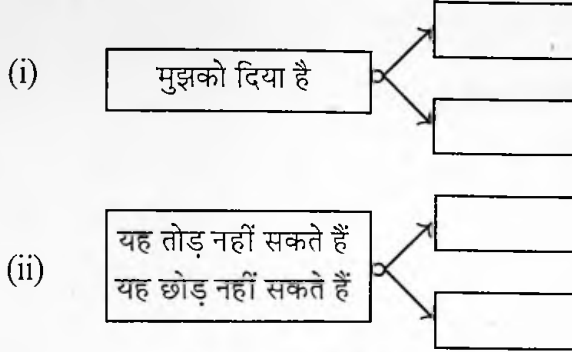 (i)
मुझको दिया है
(ii)
यह तोड़ नहीं सकते हैं
यह छोड़ नहीं सकते हैं